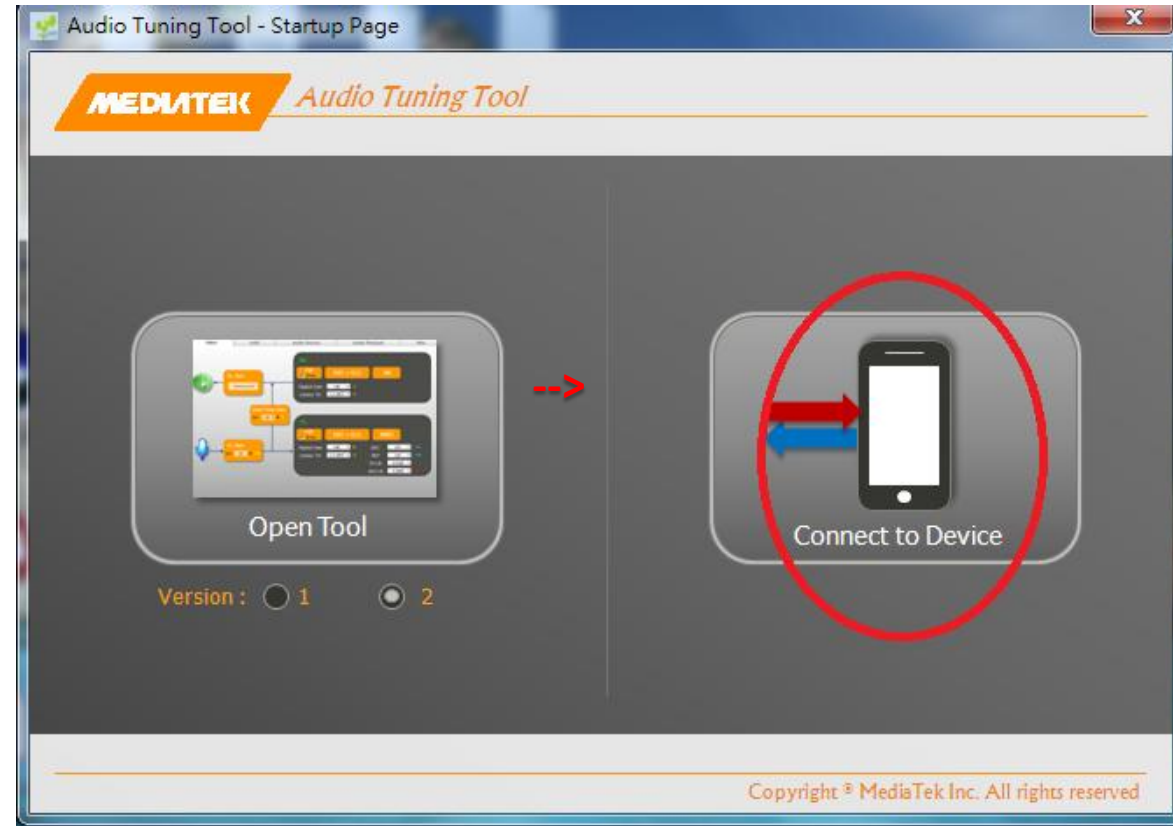 Audio Tuning Tool - Startup Page
MEDIATEK Audio Tuning Tool
-->
Open Tool
Connect to Device
Version : 1 2
Copyright ® MediaTek Inc. All rights reserved